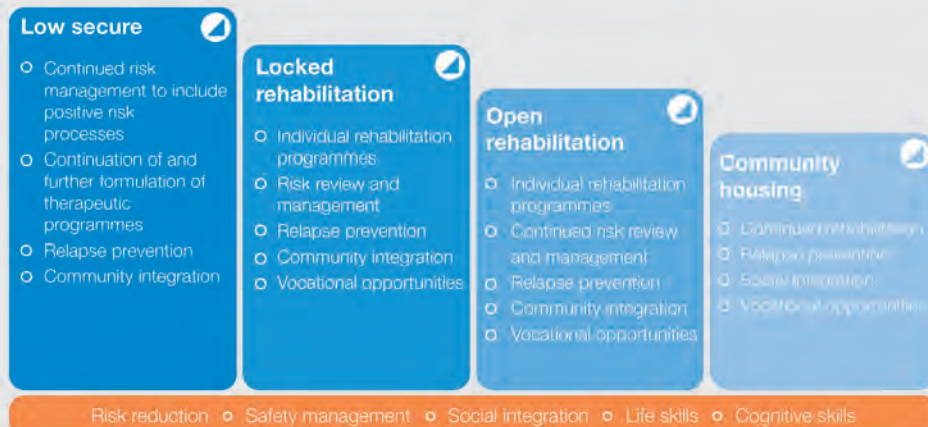 Low secure
Continued risk
management to include
positive risk
processes
Continuation of and
further formulation of
therapeutic
programmes
Relapse prevention
Community integration
Locked
rehabilitation
Individual rehabilitation
programmes
Risk review and
management
Relapse prevention
Community integration
Vocational opportunities
Open
rehabilitation
Individual rehabilitation
programmes
Continued risk review
and management
Relapse prevention
Community integration
Vocational opportunities
Community
housing
Continued rehabilitation
Relapse prevention
Social integration
Vocational opportunities
Risk reduction o Safety management o Social integration o Life skills o Cognitive skills